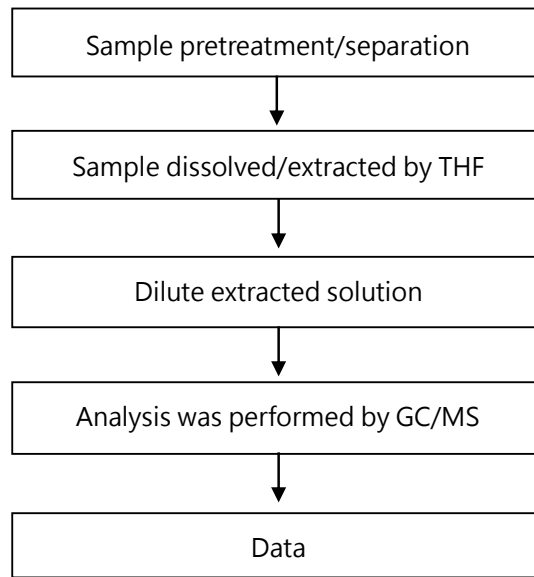 Sample pretreatment/separation
Sample dissolved/extracted by THF
Dilute extracted solution
Analysis was performed by GC/MS
Data